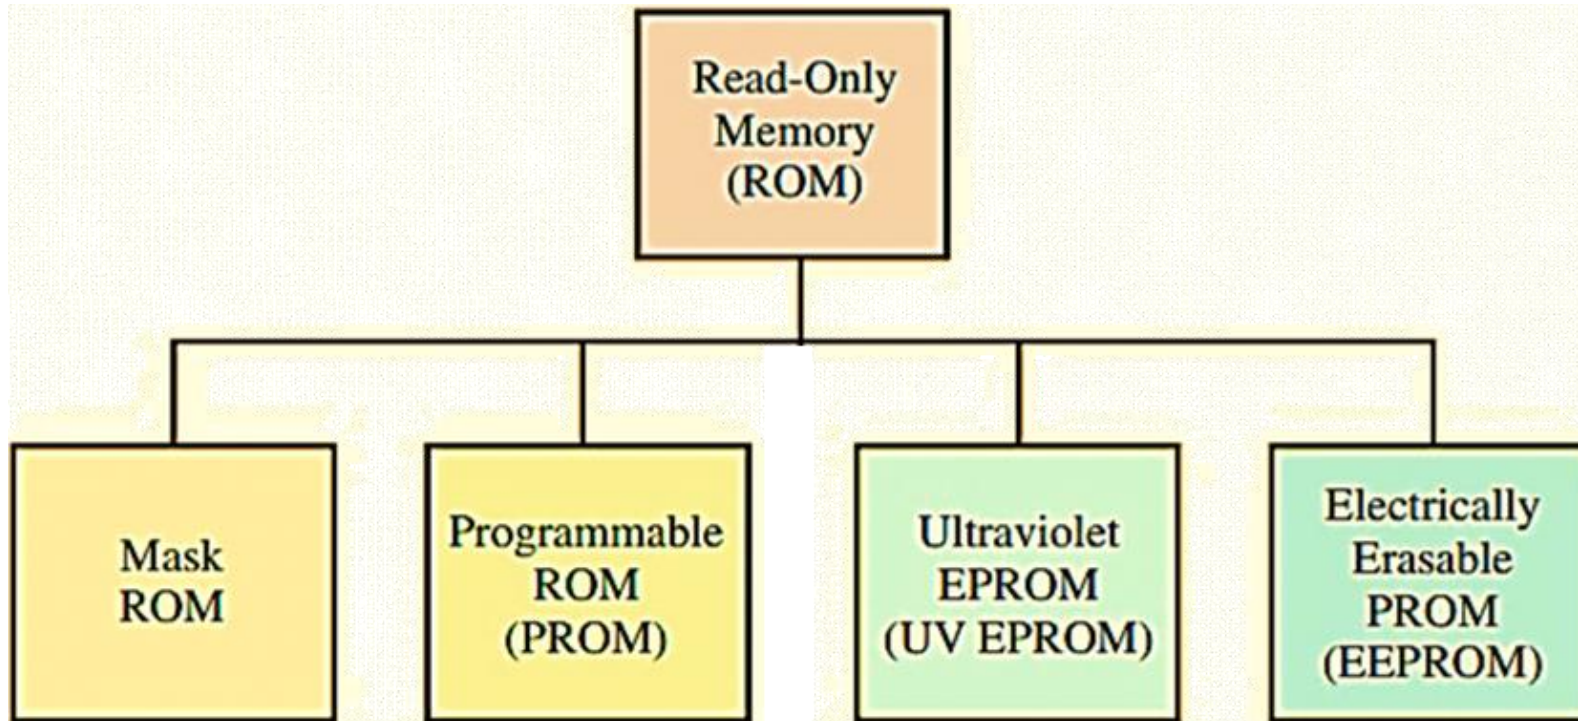 Read-Only
Memory
(ROM)
Mask
ROM
Programmable
ROM
(PROM)
Ultraviolet
EPROM
(UV EPROM)
Electrically
Erasable
PROM
(EEPROM)